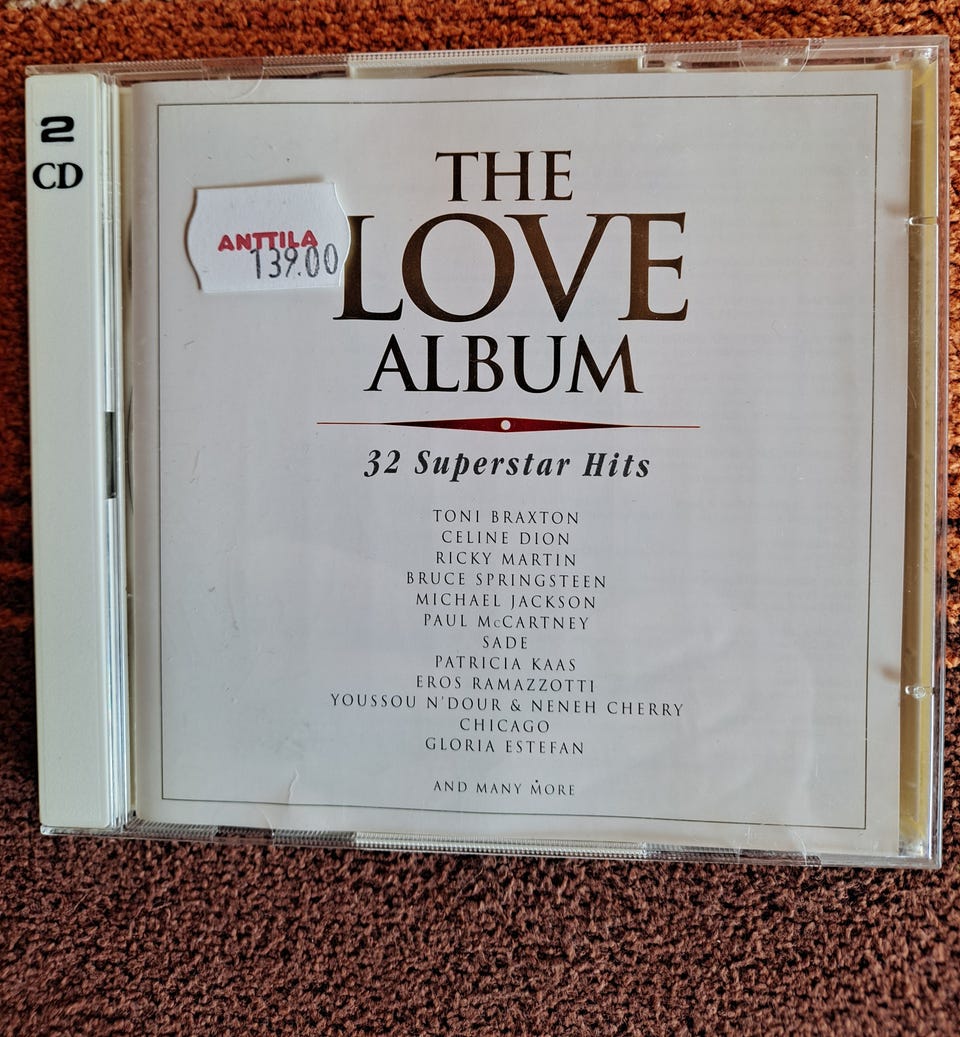 2
CD
ANTTILA
139.00
THE
LOVE
ALBUM
32 Superstar Hits
TONI BRAXTON
CELINE DION
RICKY MARTIN
BRUCE SPRINGSTEEN
MICHAEL JACKSON
PAUL McCARTNEY
SADE
PATRICIA KAAS
EROS RAMAZZOTTI
YOUSSOU N'DOUR & NENEH CHERRY
CHICAGO
GLORIA ESTEFAN
AND MANY MORE